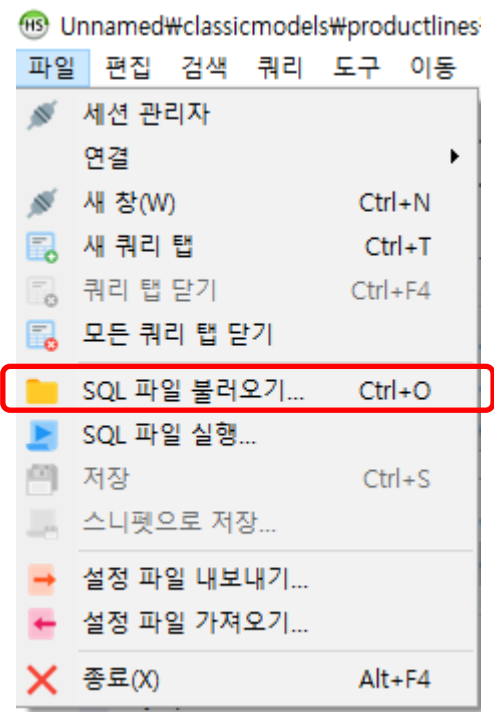 HS Unnamed₩classicmodels₩productlines
파일 편집 검색 쿼리 도구 이동
세션 관리자
연결
새 창(W) Ctrl+N
새 쿼리 탭 Ctrl+T
쿼리 탭 닫기 Ctrl+F4
모든 쿼리 탭 닫기
SQL 파일 불러오기... Ctrl+O
SQL 파일 실행...
저장 Ctrl+S
스니펫으로 저장...
설정 파일 내보내기...
설정 파일 가져오기...
종료(X) Alt+F4